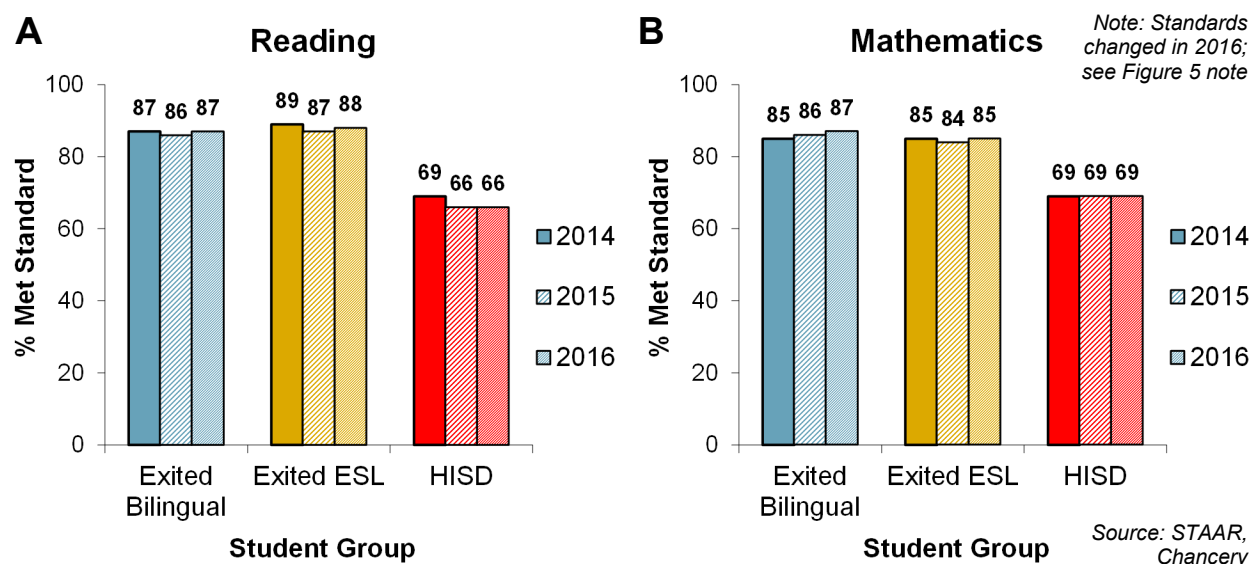 A
Reading
100
80
60
40
20
0
% Met Standard
87 86 87
89 87 88
69 66 66
2014
2015
2016
Exited
Bilingual
Exited ESL
HISD
Student Group
B
Mathematics
Note: Standards
changed in 2016;
see Figure 5 note
100
80
60
40
20
0
% Met Standard
85 86 87
85 84 85
69 69 69
2014
2015
2016
Exited
Bilingual
Exited ESL
HISD
Student Group
Source: STAAR,
Chancery